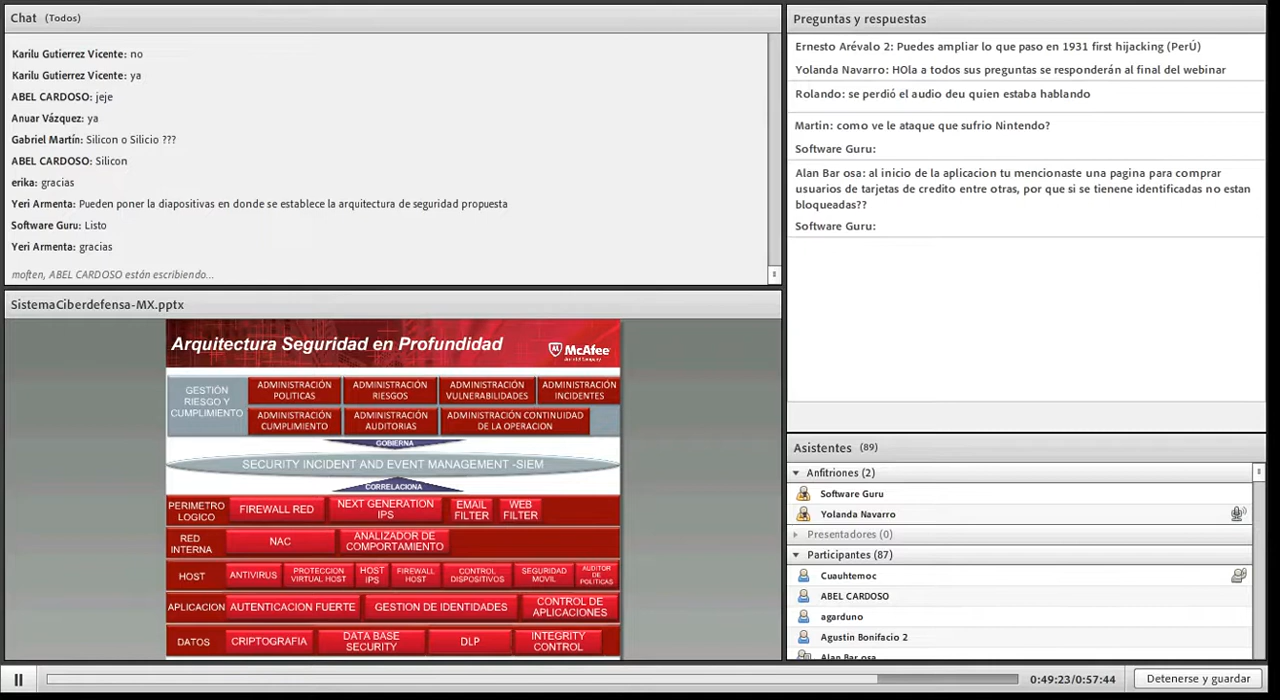 Chat (Todos)
Karilu Gutierrez Vicente: no
Karilu Gutierrez Vicente: ya
ABEL CARDOSO: jeje
Anuar Vázquez: ya
Gabriel Martín: Silicon o Silicio ???
ABEL CARDOSO: Silicon
erika: gracias
Yeri Armenta: Pueden poner la diapositivas en donde se establece la arquitectura de seguridad propuesta
Software Guru: Listo
Yeri Armenta: gracias
moften, ABEL CARDOSO están escribiendo...
SistemaCiberdefensa-MX.pptx
Arquitectura Seguridad en Profundidad
McAfee
GESTIÓN
RIESGO Y
CUMPLIMIENTO
ADMINISTRACIÓN
POLITICAS
ADMINISTRACIÓN
RIESGOS
ADMINISTRACIÓN
VULNERABILIDADES
ADMINISTRACIÓN
INCIDENTES
ADMINISTRACIÓN
CUMPLIMIENTO
ADMINISTRACIÓN
AUDITORIAS
ADMINISTRACIÓN CONTINUIDAD
DE LA OPERACION
GOBIERNA
SECURITY INCIDENT AND EVENT MANAGEMENT -SIEM
CORRELACIONA
PERIMETRO
LOGICO
FIREWALL RED
NEXT GENERATION
IPS
EMAIL
FILTER
WEB
FILTER
RED
INTERNA
NAC
ANALIZADOR DE
COMPORTAMIENTO
HOST
ANTIVIRUS
PROTECCION
VIRTUAL HOST
HOST
IPS
FIREWALL
HOST
CONTROL
DISPOSITIVOS
SEGURIDAD
MOVIL
AUDITOR
DE
POLITICAS
APLICACION
AUTENTICACION FUERTE
GESTION DE IDENTIDADES
CONTROL DE
APLICACIONES
DATOS
CRIPTOGRAFIA
DATA BASE
SECURITY
DLP
INTEGRITY
CONTROL
Preguntas y respuestas
Ernesto Arévalo 2: Puedes ampliar lo que paso en 1931 first hijacking (PerÚ)
Yolanda Navarro: HOla a todos sus preguntas se responderán al final del webinar
Rolando: se perdió el audio deu quien estaba hablando
Martin: como ve le ataque que sufrio Nintendo?
Software Guru:
Alan Bar osa: al inicio de la aplicacion tu mencionaste una pagina para comprar
usuarios de tarjetas de credito entre otras, por que si se tienene identificadas no estan
bloqueadas??
Software Guru:
Asistentes (89)
Anfitriones (2)
Software Guru
Yolanda Navarro
Presentadores (0)
Participantes (87)
Cuauhtemoc
ABEL CARDOSO
agarduno
Agustin Bonifacio 2
Alan Bar osa
0:49:23/0:57:44
Detenerse y guardar